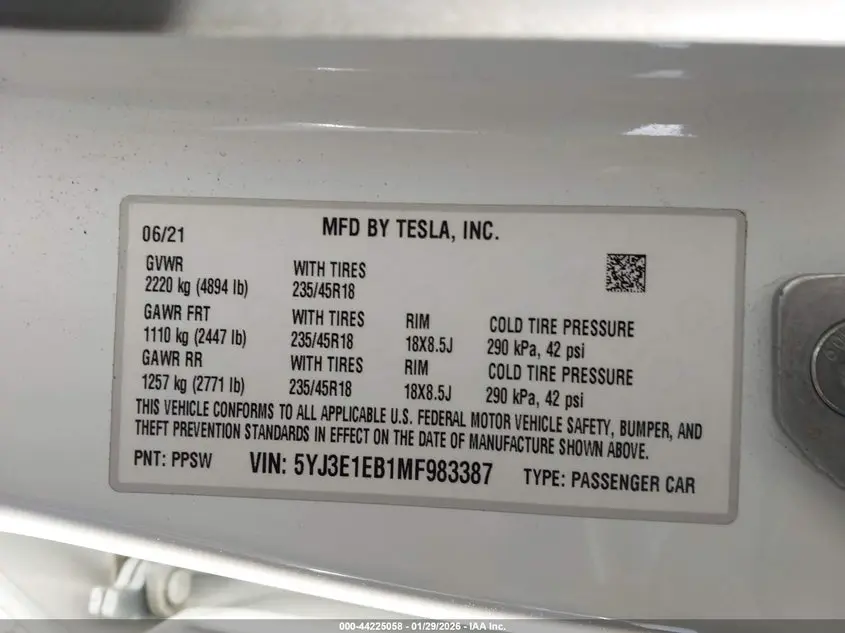 06/21
MFD BY TESLA, INC.
GVWR
2220 kg (4894 lb)
WITH TIRES
235/45R18
GAWR FRT
1110 kg (2447 lb)
WITH TIRES
235/45R18
RIM
18X8.5J
COLD TIRE PRESSURE
290 kPa, 42 psi
GAWR RR
1257 kg (2771 lb)
WITH TIRES
235/45R18
RIM
18X8.5J
COLD TIRE PRESSURE
290 kPa, 42 psi
THIS VEHICLE CONFORMS TO ALL APPLICABLE U.S. FEDERAL MOTOR VEHICLE SAFETY, BUMPER, AND
THEFT PREVENTION STANDARDS IN EFFECT ON THE DATE OF MANUFACTURE SHOWN ABOVE.
PNT: PPSW
VIN: 5YJ3E1EB1MF983387
TYPE: PASSENGER CAR
000-44225058 - 01/29/2026 - IAA Inc.